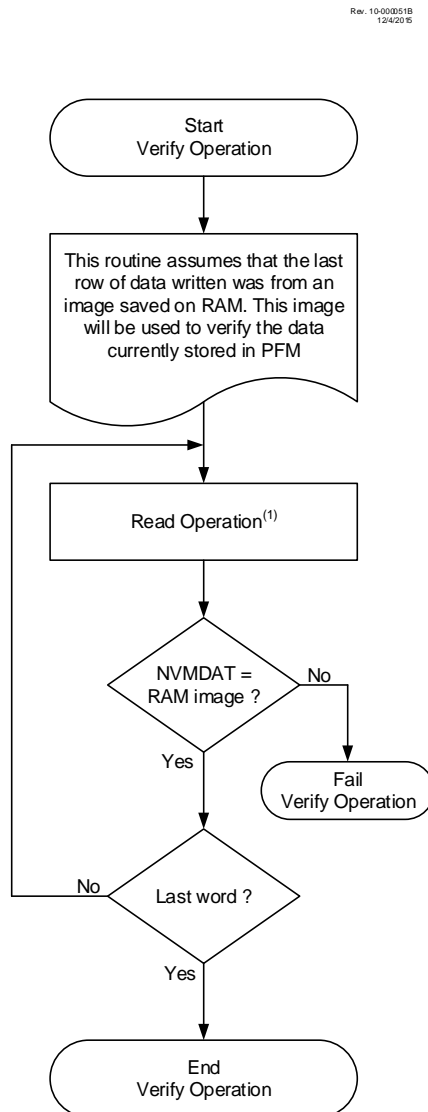 Rev. 10-000051B
12/4/2015
Start
Verify Operation
This routine assumes that the last
row of data written was from an
image saved on RAM. This image
will be used to verify the data
currently stored in PFM
Read Operation(1)
NVMDAT =
RAM image ?
No
Yes
Fail
Verify Operation
No
Last word ?
Yes
End
Verify Operation